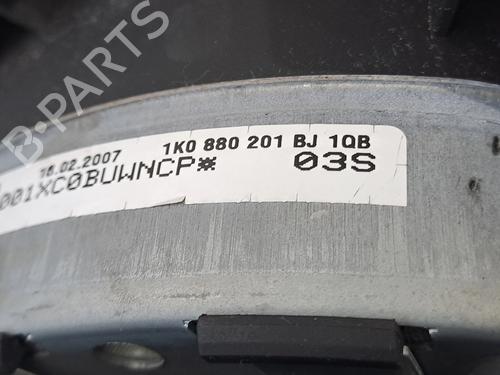 B-PARTS
16.02.2007 1K0 880 201 BJ 1QB
001XC0BUWNCP* 03S